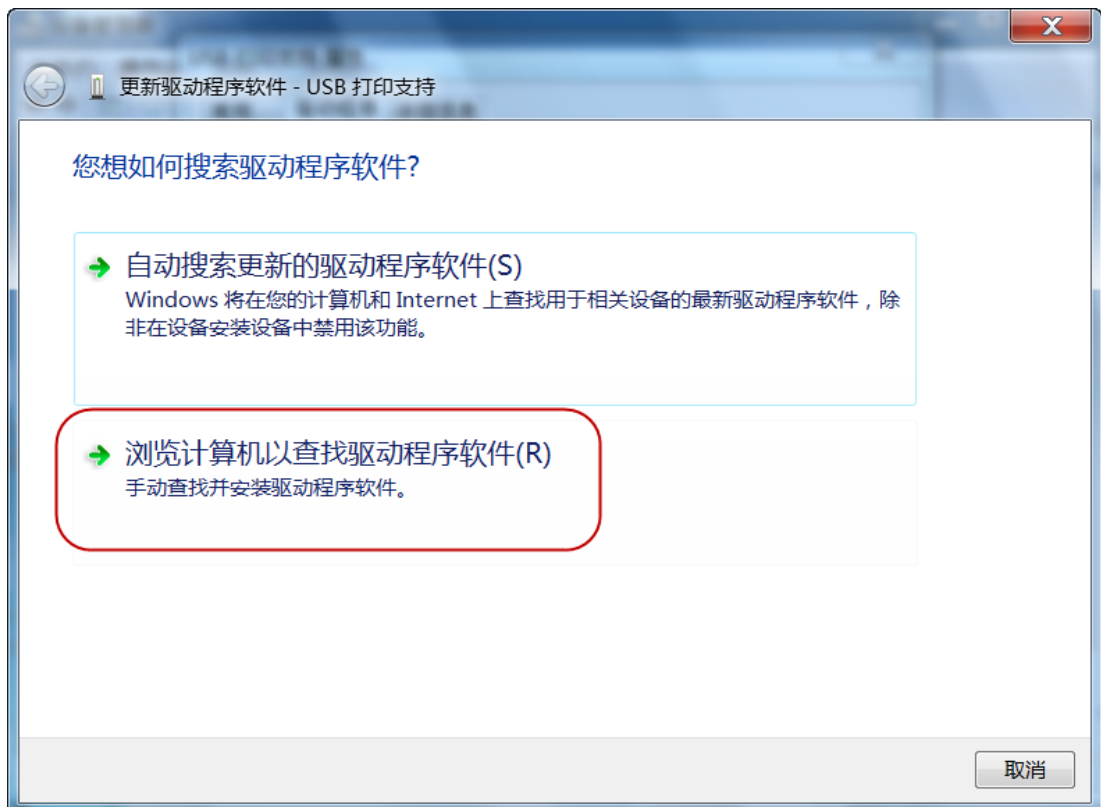 更新驱动程序软件 - USB 打印支持
您想如何搜索驱动程序软件?
自动搜索更新的驱动程序软件(S)
Windows 将在您的计算机和 Internet 上查找用于相关设备的最新驱动程序软件，除
非在设备安装设备中禁用该功能。
浏览计算机以查找驱动程序软件(R)
手动查找并安装驱动程序软件。
取消